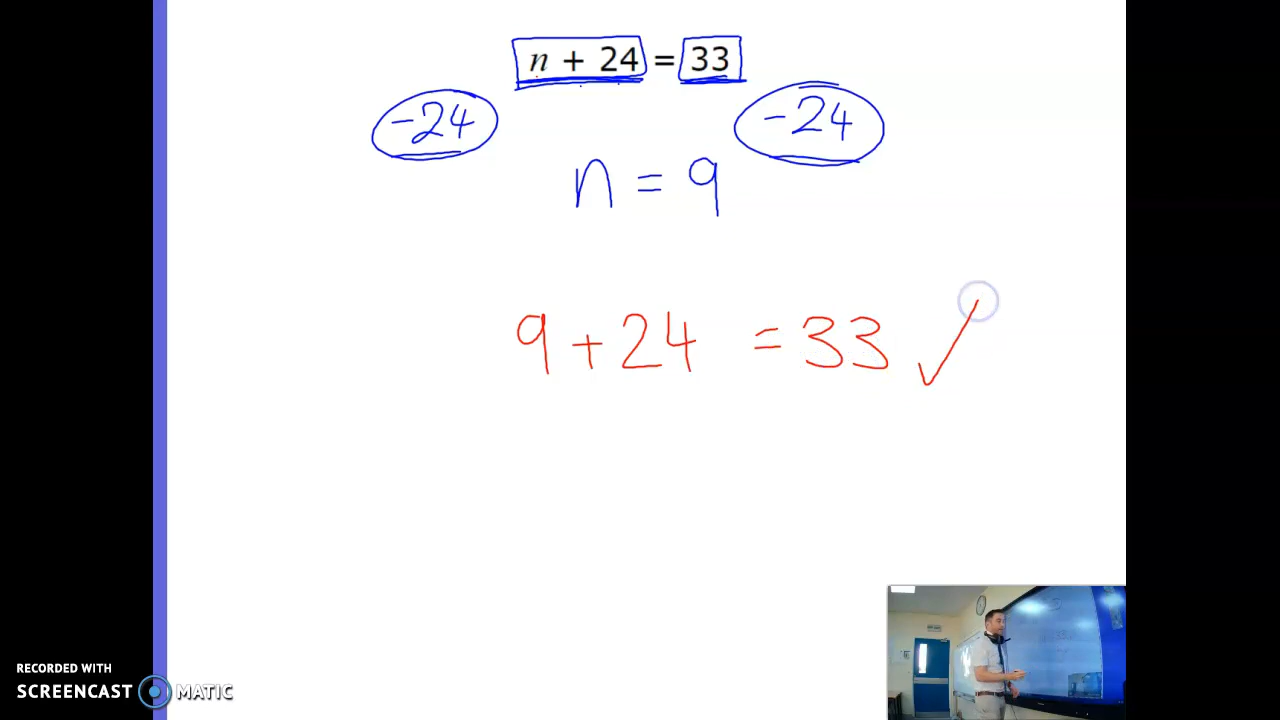 n + 24 = 33
-24 -24
n = 9
9 + 24 = 33 ✓
RECORDED WITH
SCREENCAST MATIC